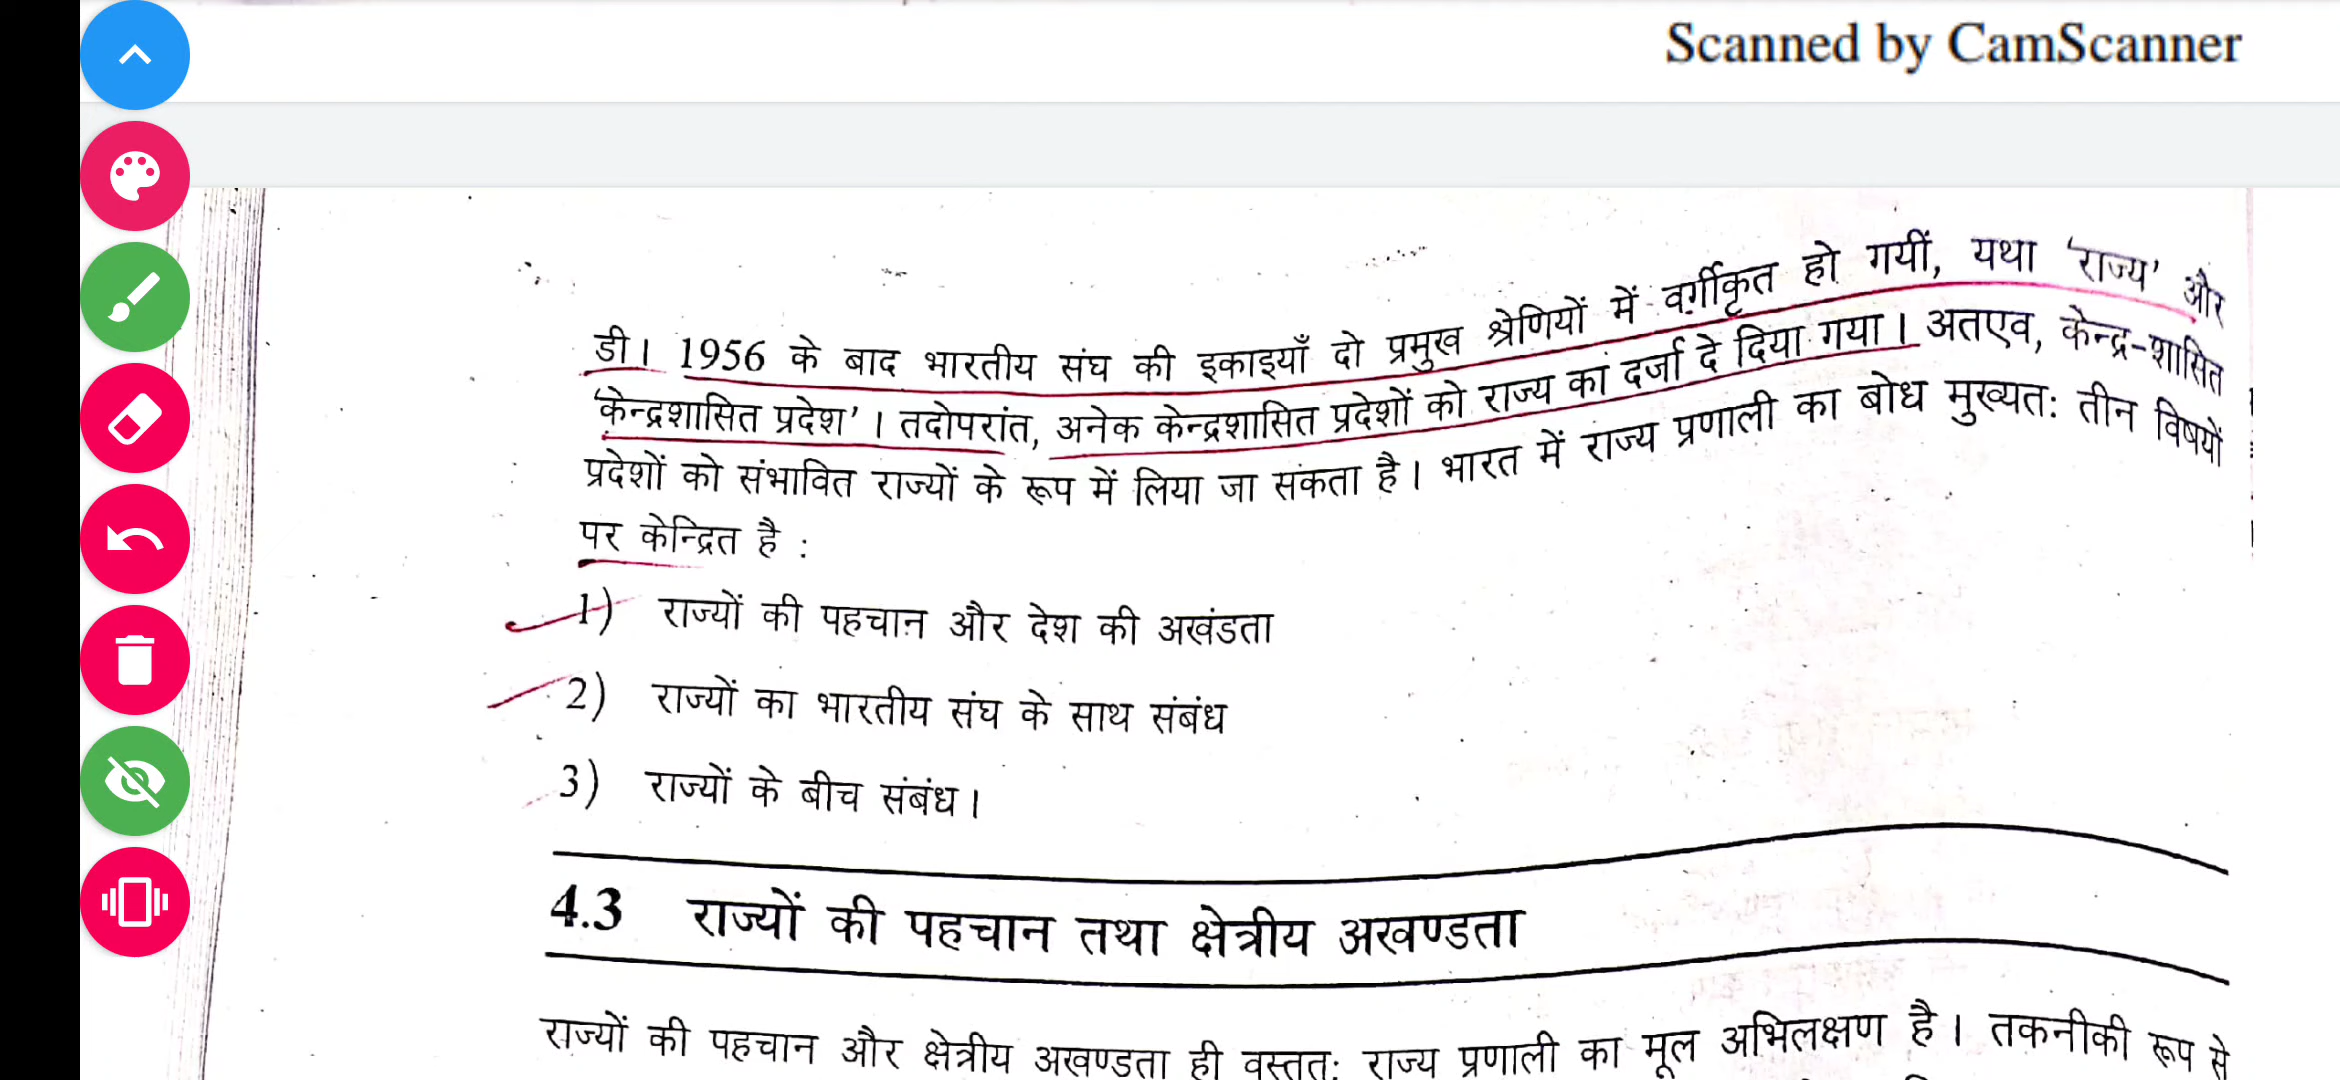 Scanned by CamScanner
डी। 1956 के बाद भारतीय संघ की इकाइयाँ दो प्रमुख श्रेणियों में वर्गीकृत हो गयीं, यथा 'राज्य' और
'केन्द्रशासित प्रदेश'। तदोपरांत, अनेक केन्द्रशासित प्रदेशों को राज्य का दर्जा दे दिया गया। अतएव, केन्द्र-शासित
प्रदेशों को संभावित राज्यों के रूप में लिया जा सकता है। भारत में राज्य प्रणाली का बोध मुख्यत: तीन विषयों
पर केन्द्रित है :
1) राज्यों की पहचान और देश की अखंडता
2) राज्यों का भारतीय संघ के साथ संबंध
3) राज्यों के बीच संबंध।
4.3 राज्यों की पहचान तथा क्षेत्रीय अखण्डता
राज्यों की पहचान और क्षेत्रीय अखण्डता ही वस्तुत: राज्य प्रणाली का मूल अभिलक्षण है। तकनीकी रूप से